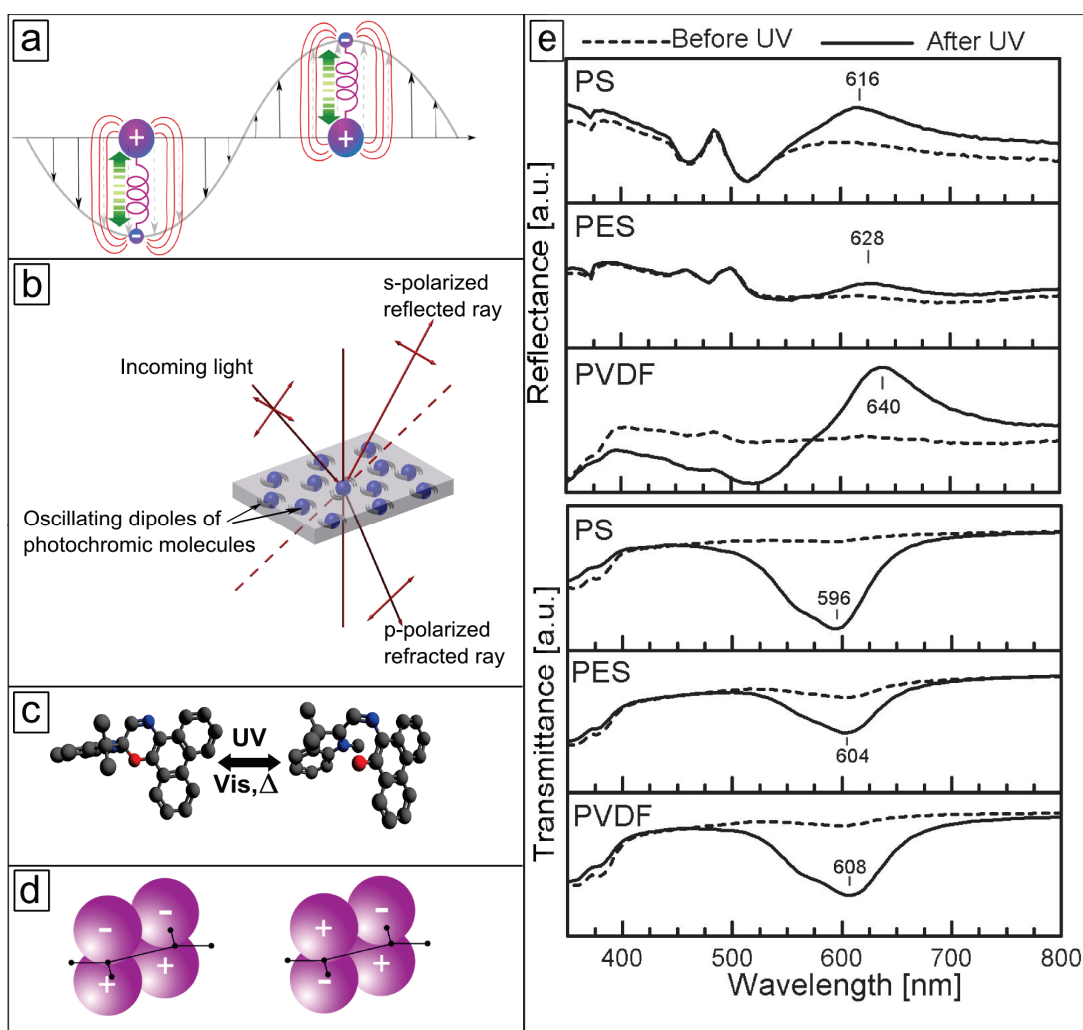 a
+
-
-
+
b
s-polarized
reflected ray
Incoming light
Oscillating dipoles of
photochromic molecules
p-polarized
refracted ray
c
UV
Vis,Δ
d
- -
+ +
+ -
- +
e
Before UV After UV
PS
616
PES
628
PVDF
640
Reflectance [a.u.]
PS
596
PES
604
PVDF
608
Transmittance [a.u.]
400 500 600 700 800
Wavelength [nm]